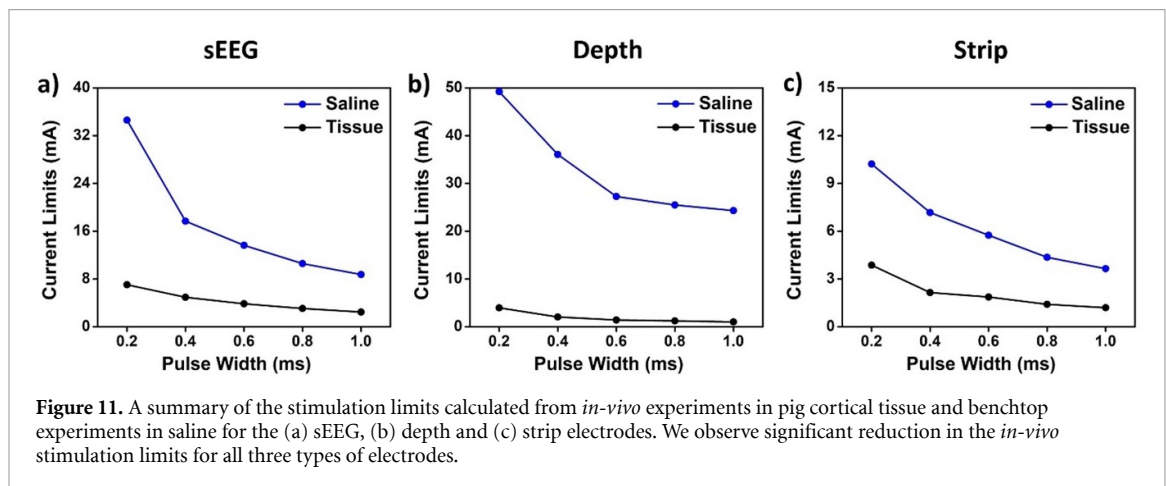 sEEG
Depth
Strip
a)
40
32
24
16
8
0
Current Limits (mA)
Saline
Tissue
0.2 0.4 0.6 0.8 1.0
Pulse Width (ms)
b)
50
40
30
20
10
0
Current Limits (mA)
Saline
Tissue
0.2 0.4 0.6 0.8 1.0
Pulse Width (ms)
c)
15
12
9
6
3
0
Current Limits (mA)
Saline
Tissue
0.2 0.4 0.6 0.8 1.0
Pulse Width (ms)
Figure 11. A summary of the stimulation limits calculated from in-vivo experiments in pig cortical tissue and benchtop
experiments in saline for the (a) sEEG, (b) depth and (c) strip electrodes. We observe significant reduction in the in-vivo
stimulation limits for all three types of electrodes.